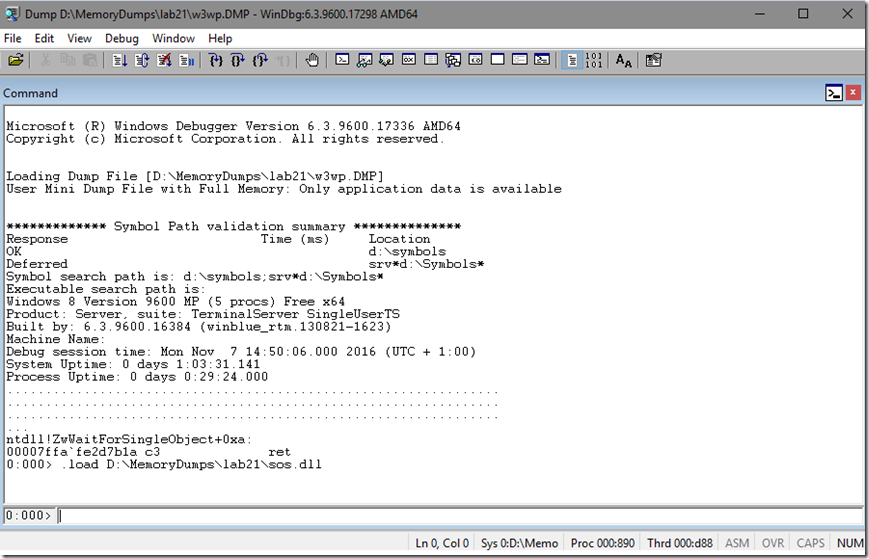 Dump D:\MemoryDumps\lab21\w3wp.DMP - WinDbg:6.3.9600.17298 AMD64
File Edit View Debug Window Help
101
101
AA
Command
Microsoft (R) Windows Debugger Version 6.3.9600.17336 AMD64
Copyright (c) Microsoft Corporation. All rights reserved.
Loading Dump File [D:\MemoryDumps\lab21\w3wp.DMP]
User Mini Dump File with Full Memory: Only application data is available
************* Symbol Path validation summary **************
Response Time (ms) Location
OK d:\symbols
Deferred srv*d:\Symbols*
Symbol search path is: d:\symbols;srv*d:\Symbols*
Executable search path is:
Windows 8 Version 9600 MP (5 procs) Free x64
Product: Server, suite: TerminalServer SingleUserTS
Built by: 6.3.9600.16384 (winblue_rtm.130821-1623)
Machine Name:
Debug session time: Mon Nov  7 14:50:06.000 2016 (UTC + 1:00)
System Uptime: 0 days 1:03:31.141
Process Uptime: 0 days 0:29:24.000
................................................................
................................................................
................................................................
...
ntdll!ZwWaitForSingleObject+0xa:
00007ffa`fe2d7b1a c3 ret
0:000> .load D:\MemoryDumps\lab21\sos.dll
0:000>
Ln 0, Col 0 Sys 0:D:\Memo Proc 000:890 Thrd 000:d88 ASM OVR CAPS NUM